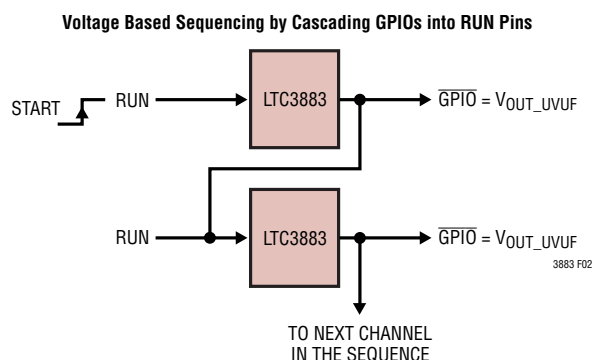 Voltage Based Sequencing by Cascading GPIOs into RUN Pins
START
RUN
LTC3883
GPIO = VOUT_UVUF
RUN
LTC3883
GPIO = VOUT_UVUF
3883 F02
TO NEXT CHANNEL
IN THE SEQUENCE